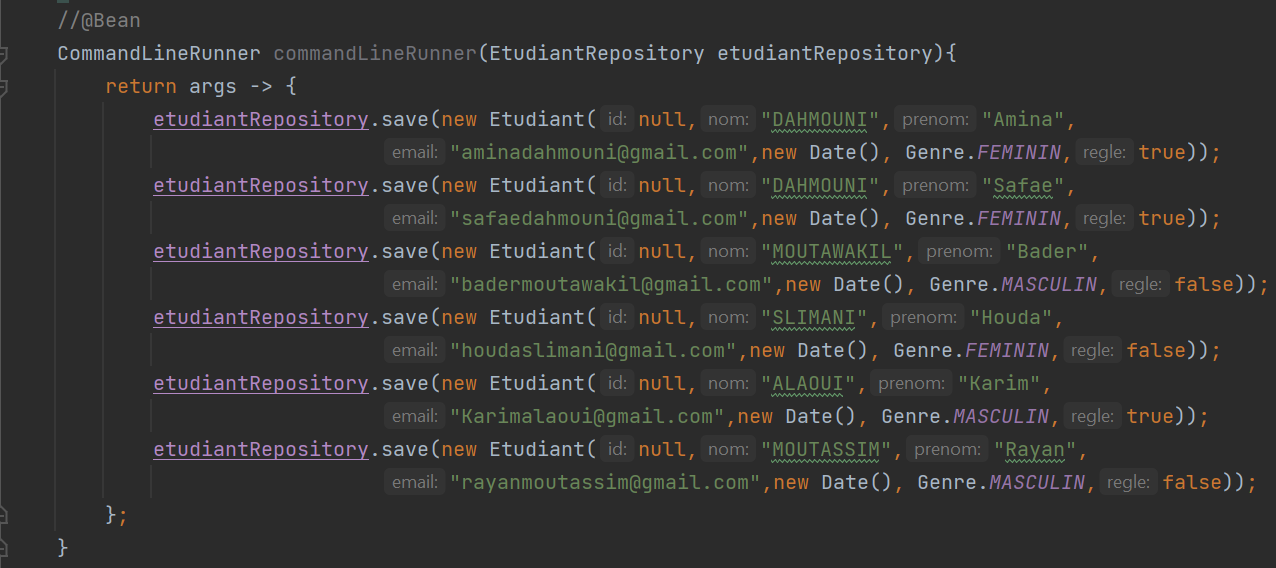 //@Bean
CommandLineRunner commandLineRunner(EtudiantRepository etudiantRepository){
return args -> {
etudiantRepository.save(new Etudiant( id: null, nom: "DAHMOUNI", prenom: "Amina",
email: "aminadahmouni@gmail.com",new Date(), Genre.FEMININ, regle: true));
etudiantRepository.save(new Etudiant( id: null, nom: "DAHMOUNI", prenom: "Safae",
email: "safaedahmouni@gmail.com",new Date(), Genre.FEMININ, regle: true));
etudiantRepository.save(new Etudiant( id: null, nom: "MOUTAWAKIL", prenom: "Bader",
email: "badermoutawakil@gmail.com",new Date(), Genre.MASCULIN, regle: false));
etudiantRepository.save(new Etudiant( id: null, nom: "SLIMANI", prenom: "Houda",
email: "houdaslimani@gmail.com",new Date(), Genre.FEMININ, regle: false));
etudiantRepository.save(new Etudiant( id: null, nom: "ALAOUI", prenom: "Karim",
email: "Karimalaoui@gmail.com",new Date(), Genre.MASCULIN, regle: true));
etudiantRepository.save(new Etudiant( id: null, nom: "MOUTASSIM", prenom: "Rayan",
email: "rayanmoutassim@gmail.com",new Date(), Genre.MASCULIN, regle: false));
};
}